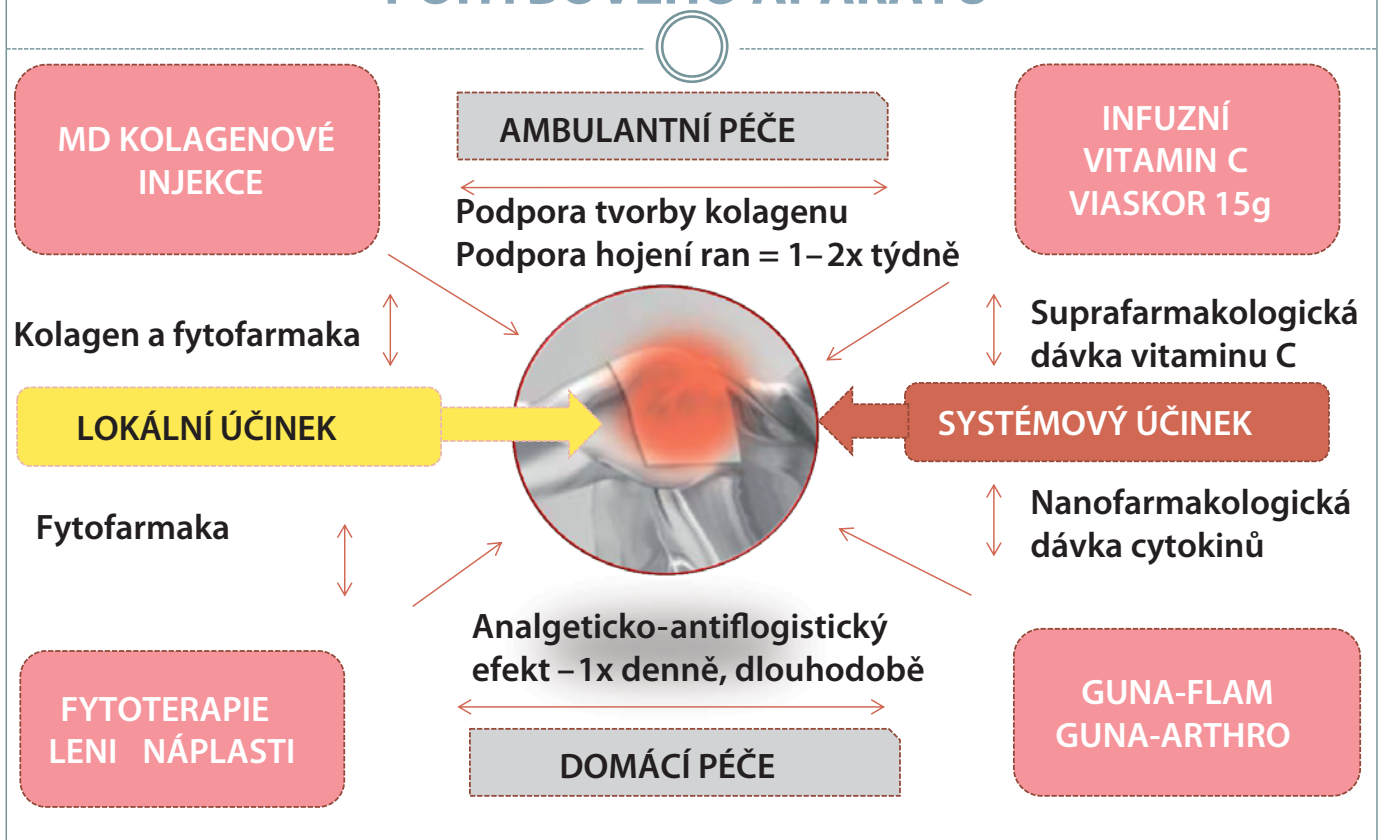 POHYBOVÉHO APARÁTU
MD KOLAGENOVÉ
INJEKCE
AMBULANTNÍ PÉČE
INFUZNÍ
VITAMIN C
VIASKOR 15g
Podpora tvorby kolagenu
Podpora hojení ran = 1–2x týdně
Kolagen a fytofarmaka
Suprafarmakologická
dávka vitaminu C
LOKÁLNÍ ÚČINEK
SYSTÉMOVÝ ÚČINEK
Fytofarmaka
Nanofarmakologická
dávka cytokinů
Analgeticko-antiflogistický
efekt –1x denně, dlouhodobě
FYTOTERAPIE
LENI NÁPLASTI
DOMÁCÍ PÉČE
GUNA-FLAM
GUNA-ARTHRO